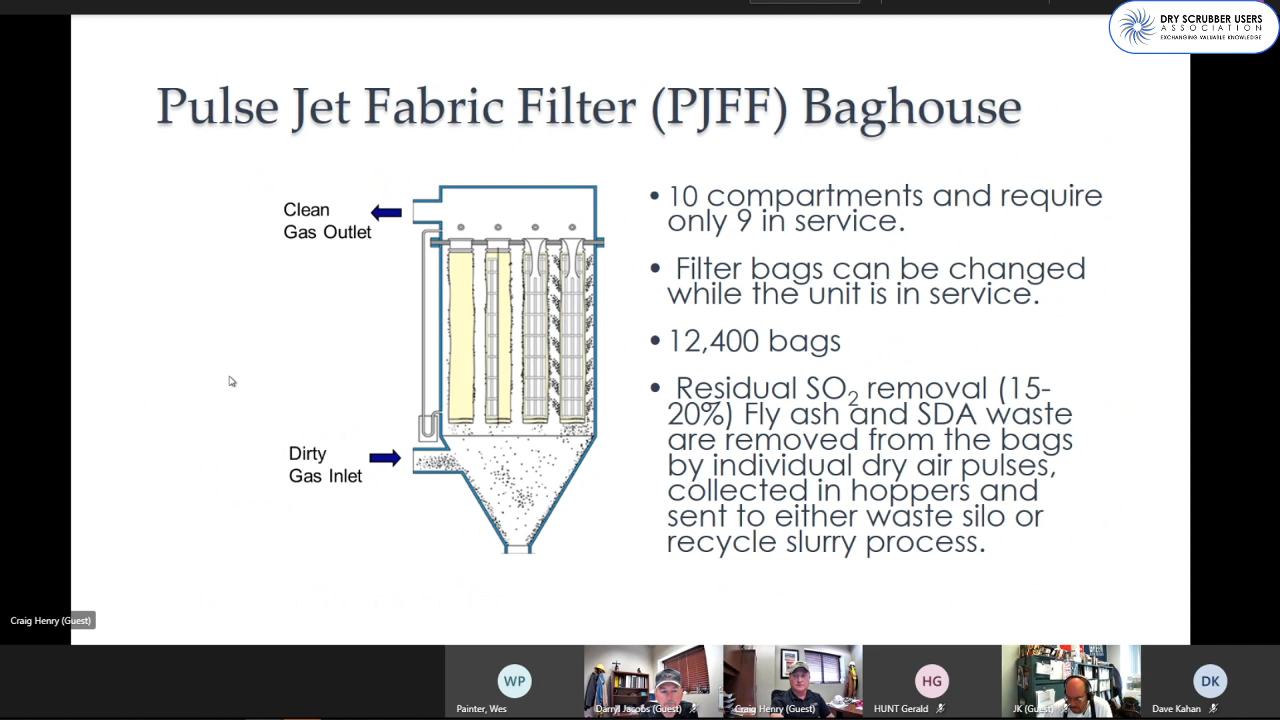 DRY SCRUBBER USERS
ASSOCIATION
EXCHANGING VALUABLE KNOWLEDGE
Pulse Jet Fabric Filter (PJFF) Baghouse
Clean
Gas Outlet
Dirty
Gas Inlet
• 10 compartments and require
only 9 in service.
• Filter bags can be changed
while the unit is in service.
• 12,400 bags
• Residual SO2 removal (15-
20%) Fly ash and SDA waste
are removed from the bags
by individual dry air pulses,
collected in hoppers and
sent to either waste silo or
recycle slurry process.
Craig Henry (Guest)
WP
Painter, Wes
Darryl Jacobs (Guest)
Craig Henry (Guest)
HG
HUNT Gerald
JK (Guest)
DK
Dave Kahan